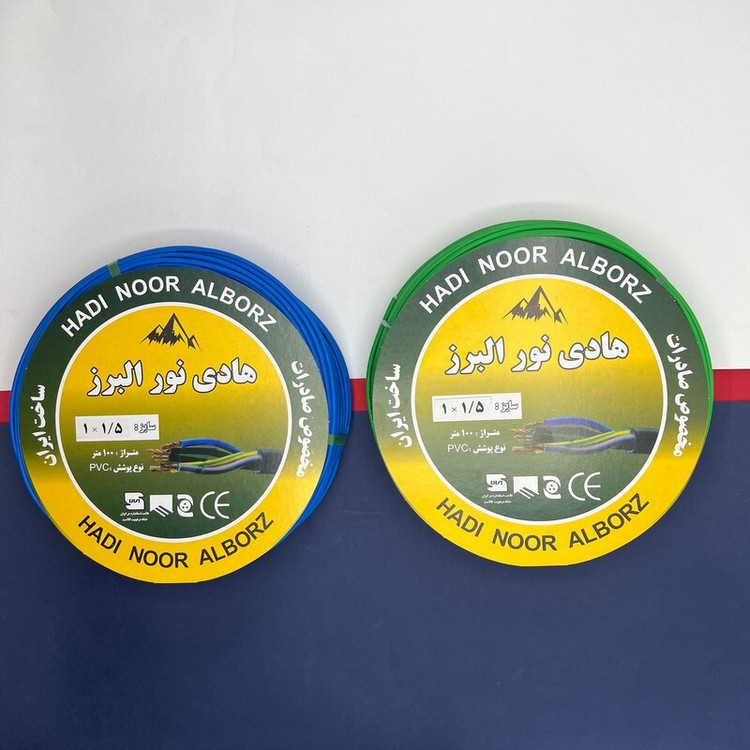 HADI NOOR ALBORZ
هادی نور البرز
ساخت ایران
مخصوص صادرات
سایز: ۱ × ۱/۵
متراژ: ۱۰۰ متر
نوع پوشش: PVC
CE
HADI NOOR ALBORZ
HADI NOOR ALBORZ
هادی نور البرز
ساخت ایران
مخصوص صادرات
سایز: ۱ × ۱/۵
متراژ: ۱۰۰ متر
نوع پوشش: PVC
CE
HADI NOOR ALBORZ